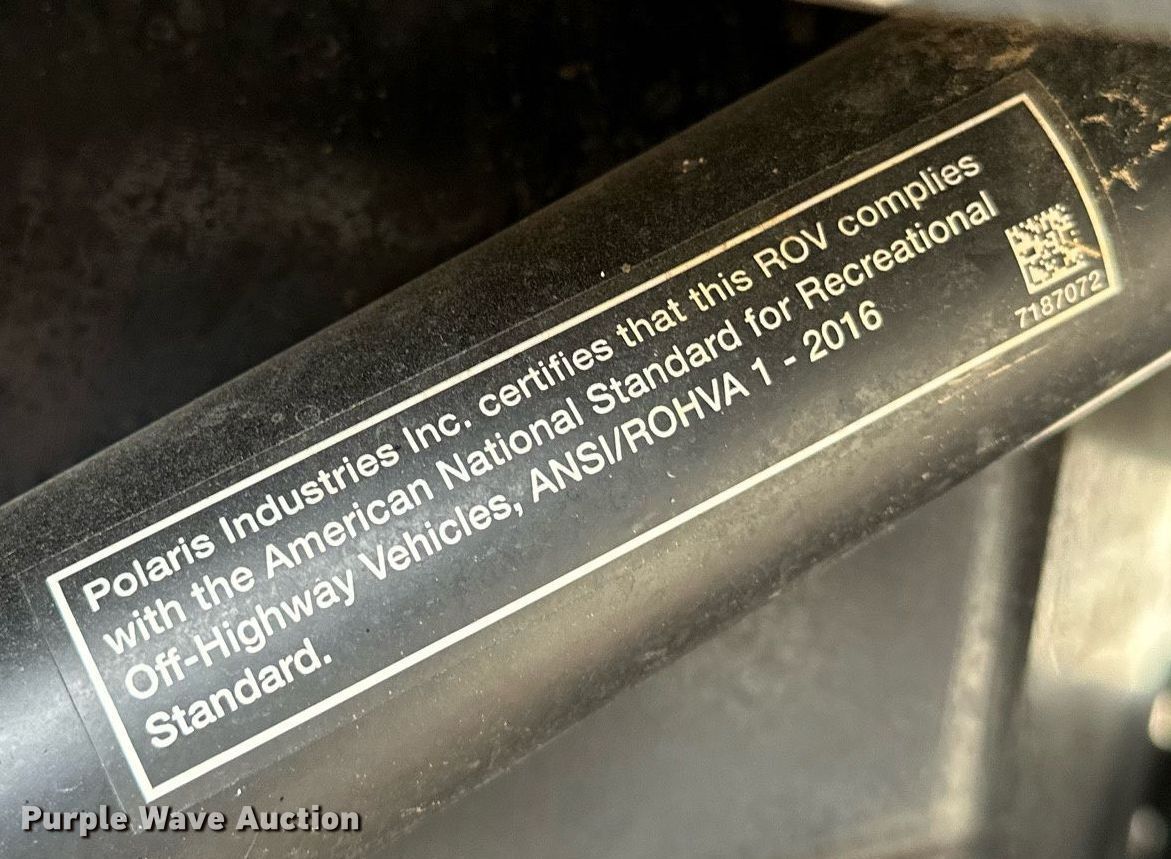 Polaris Industries Inc. certifies that this ROV complies
with the American National Standard for Recreational
Off-Highway Vehicles, ANSI/ROHVA 1 - 2016
Standard.
7187072
Purple Wave Auction